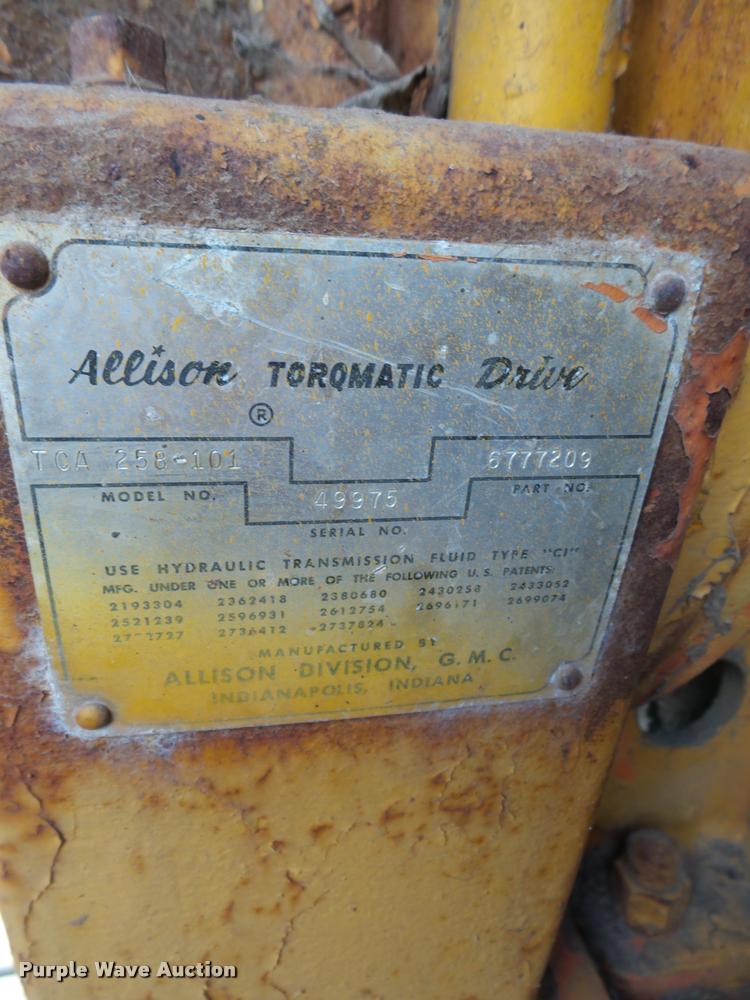 Allison TORQMATIC Drive
®
TCA 258-101 6777209
MODEL NO. 49975 PART NO.
SERIAL NO.
USE HYDRAULIC TRANSMISSION FLUID TYPE "CI"
MFG. UNDER ONE OR MORE OF THE FOLLOWING U.S. PATENTS:
2193304 2362418 2380680 2430258 2433052
2521239 2596931 2612754 2696171 2699074
2736412 2737824
MANUFACTURED BY
ALLISON DIVISION, G.M.C.
INDIANAPOLIS, INDIANA
Purple Wave Auction